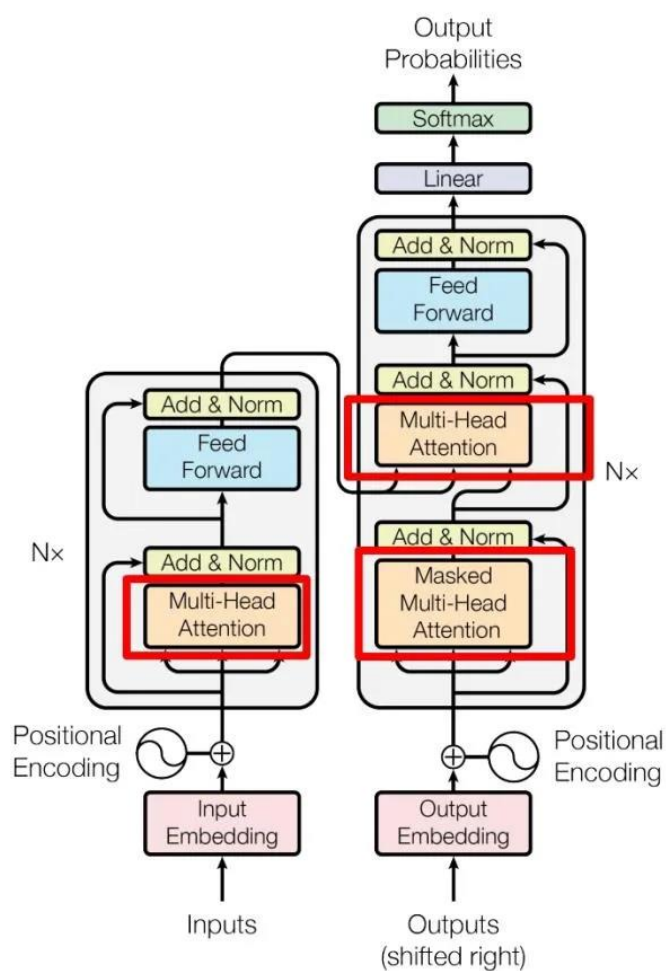 Output
Probabilities
Softmax
Linear
Add & Norm
Feed
Forward
Add & Norm
Multi-Head
Attention
Nx
Add & Norm
Masked
Multi-Head
Attention
Add & Norm
Feed
Forward
Nx
Add & Norm
Multi-Head
Attention
Positional
Encoding
Positional
Encoding
Input
Embedding
Output
Embedding
Inputs
Outputs
(shifted right)